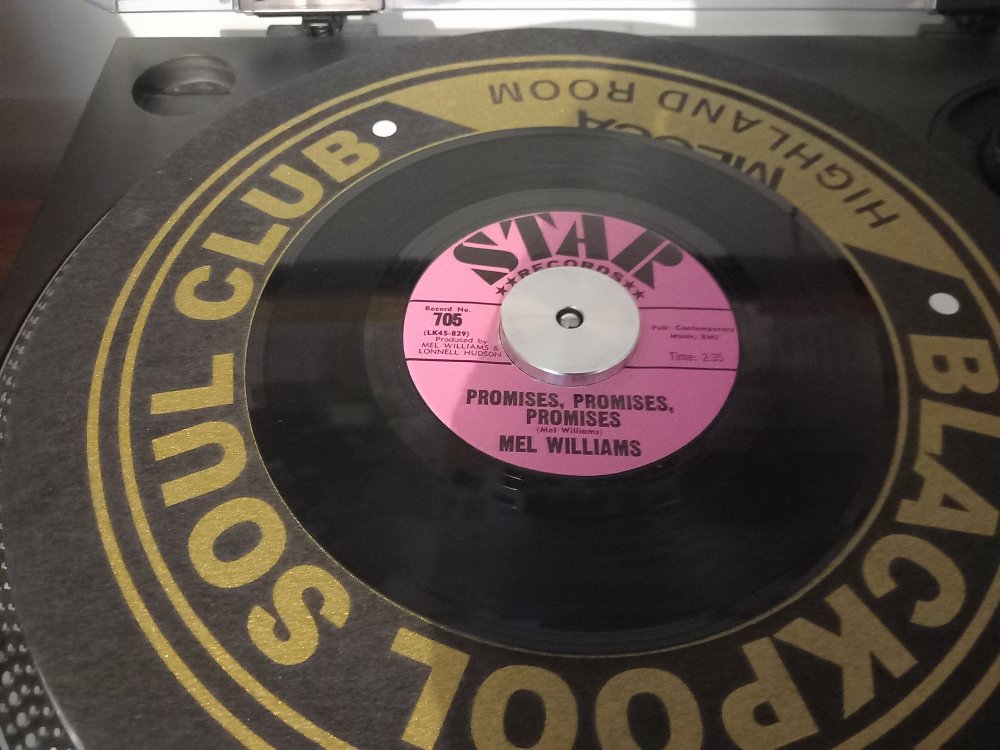 STAR
★★RECORDS★★
Record No.
705
(LK45-829)
Produced by
MEL WILLIAMS &
LONNELL HUDSON
Pub: Contemporary
Music, BMI
Time: 2:35
PROMISES, PROMISES,
PROMISES
(Mel Williams)
MEL WILLIAMS
BLACKPOOL SOUL CLUB
MECCA
HIGHLAND ROOM